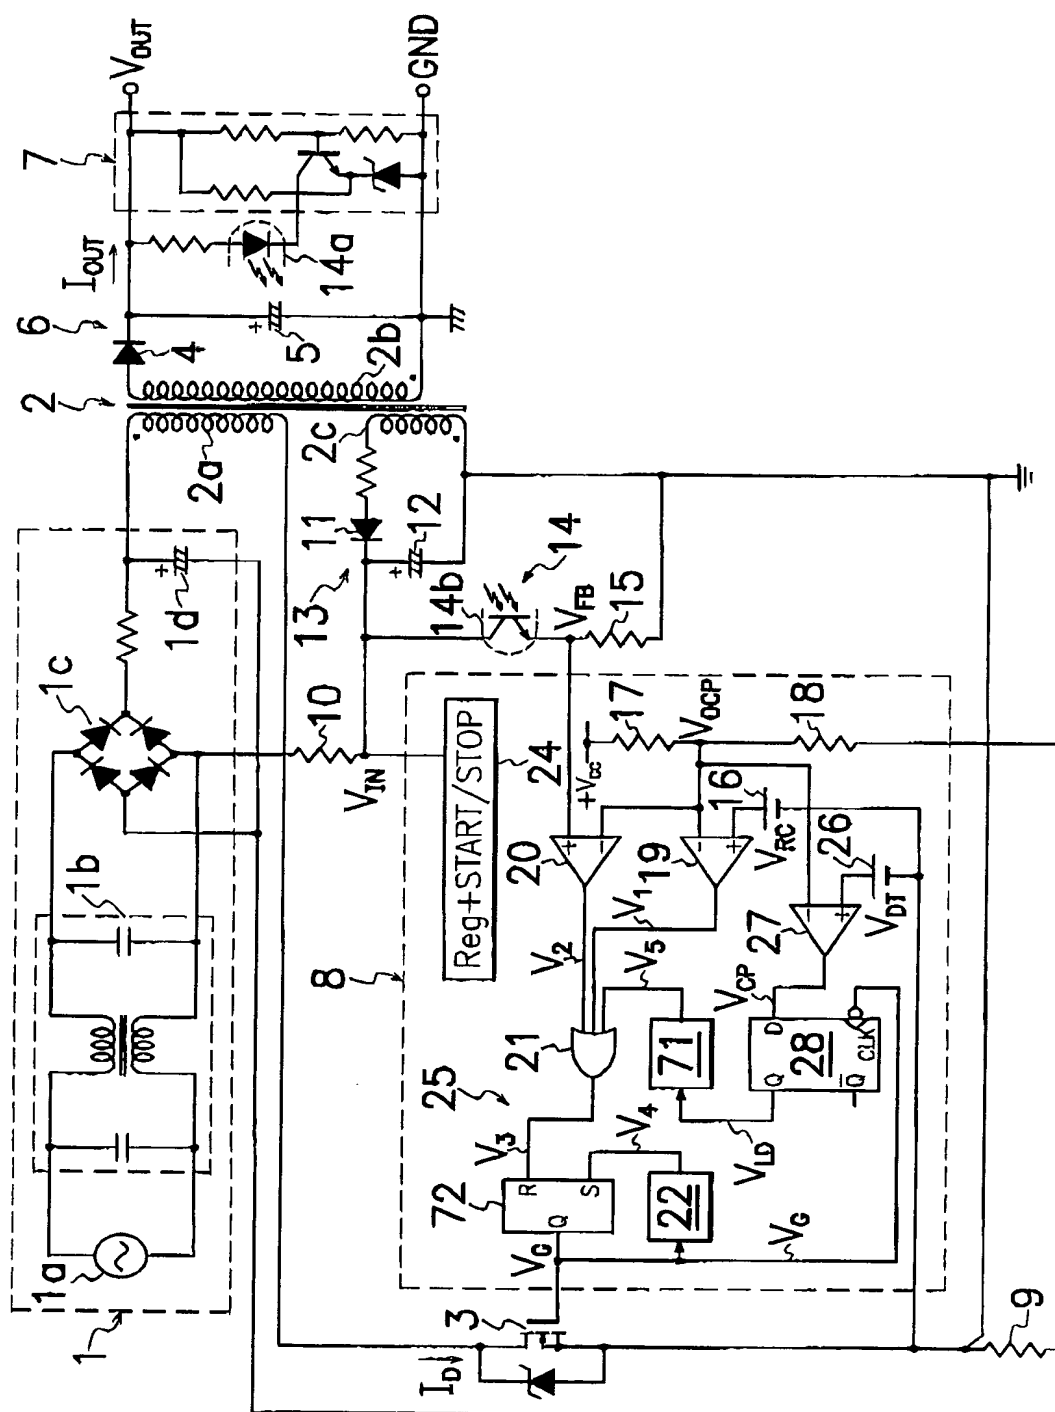 1
1a
1b
1c
1d
2
2a
2b
2c
4
5
6
7
I_OUT
V_OUT
GND
14a
10
11
12
13
14
14b
15
V_IN
V_FB
Reg+START/STOP
24
8
+V_CC
17
V_OCP
18
16
V_RC
19
20
V_1
V_2
V_5
21
25
V_3
V_4
26
V_DT
27
V_CP
28
D
Q
Q̅
CLK
71
V_LD
72
R
S
Q
22
V_G
V_G
3
I_D
9